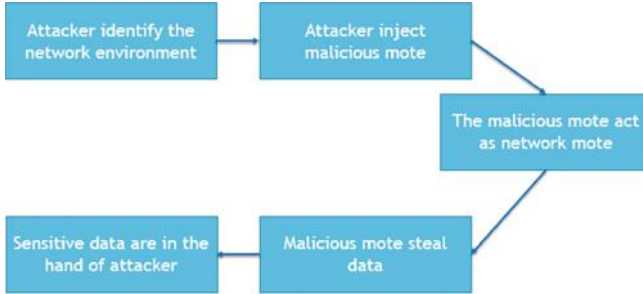 Attacker identify the
network environment
Attacker inject
malicious mote
The malicious mote act
as network mote
Malicious mote steal
data
Sensitive data are in the
hand of attacker